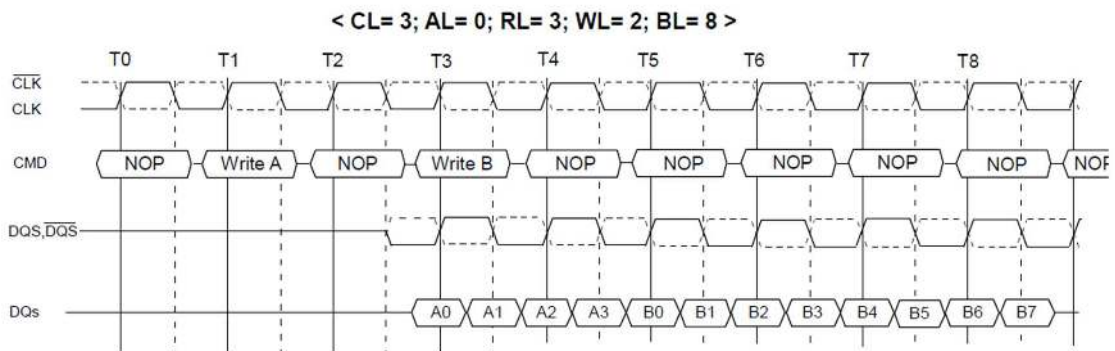 < CL= 3; AL= 0; RL= 3; WL= 2; BL= 8 >
T0 T1 T2 T3 T4 T5 T6 T7 T8
CLK
CLK
CMD NOP Write A NOP Write B NOP NOP NOP NOP NOP NOP
DQS,DQS
DQs A0 A1 A2 A3 B0 B1 B2 B3 B4 B5 B6 B7